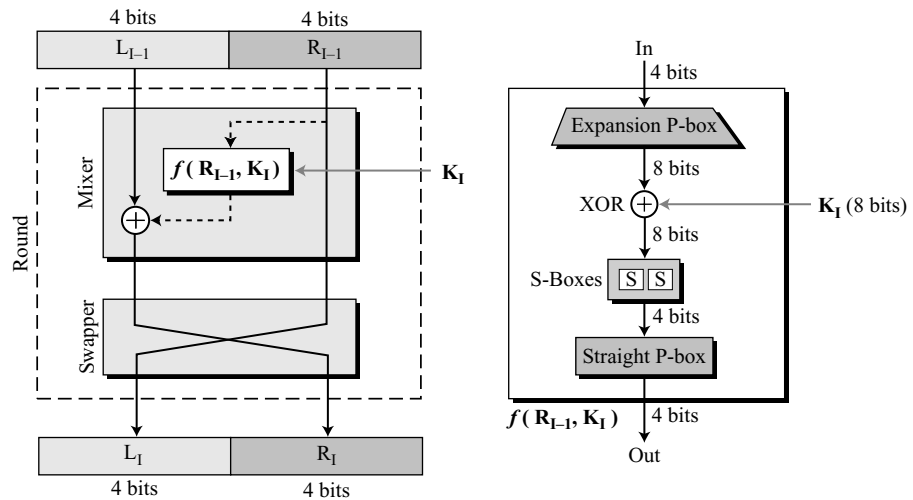 4 bits
4 bits
L_{I–1}
R_{I–1}
Round
Mixer
f ( R_{I–1}, K_I )
K_I
Swapper
L_I
R_I
4 bits
4 bits
In
4 bits
Expansion P-box
8 bits
XOR
K_I (8 bits)
8 bits
S-Boxes
S
S
4 bits
Straight P-box
f ( R_{I–1}, K_I )
4 bits
Out